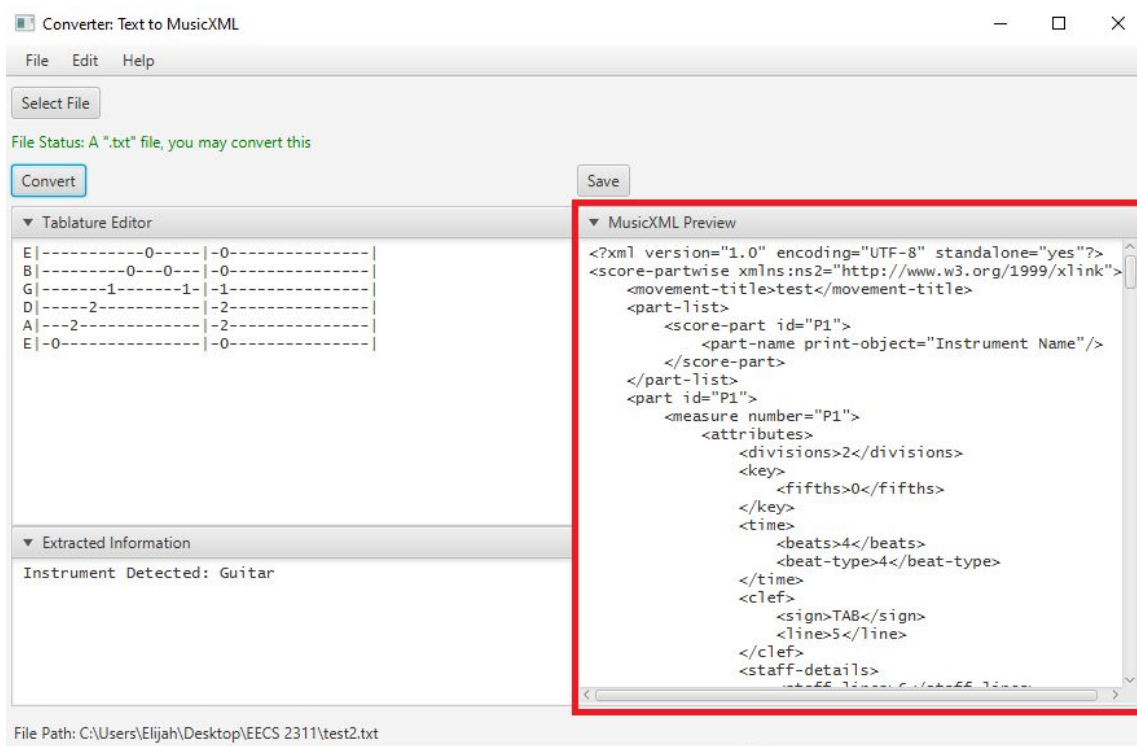 Converter: Text to MusicXML
File Edit Help
Select File
File Status: A ".txt" file, you may convert this
Convert
Save
Tablature Editor
E|-----------0-----|-0---------------|
B|---------0---0---|-0---------------|
G|-------1-------1-|-1---------------|
D|-----2-----------|-2---------------|
A|---2-------------|-2---------------|
E|-0---------------|-0---------------|
Extracted Information
Instrument Detected: Guitar
MusicXML Preview
<?xml version="1.0" encoding="UTF-8" standalone="yes"?>
<score-partwise xmlns:ns2="http://www.w3.org/1999/xlink">
    <movement-title>test</movement-title>
    <part-list>
        <score-part id="P1">
            <part-name print-object="Instrument Name"/>
        </score-part>
    </part-list>
    <part id="P1">
        <measure number="P1">
            <attributes>
                <divisions>2</divisions>
                <key>
                    <fifths>0</fifths>
                </key>
                <time>
                    <beats>4</beats>
                    <beat-type>4</beat-type>
                </time>
                <clef>
                    <sign>TAB</sign>
                    <line>5</line>
                </clef>
                <staff-details>
File Path: C:\Users\Elijah\Desktop\EECS 2311\test2.txt